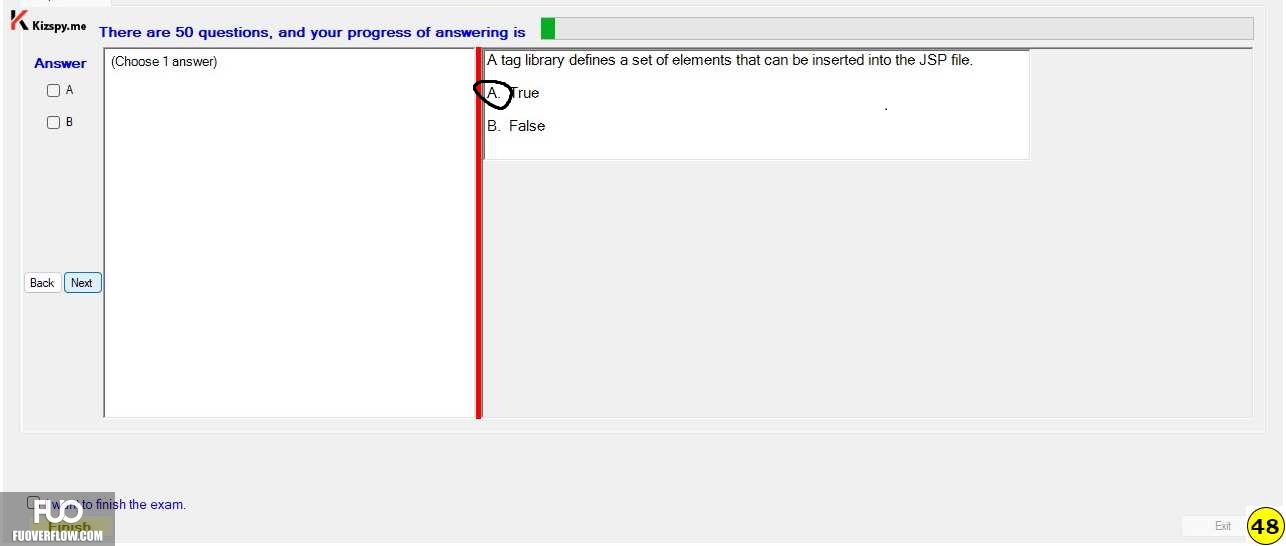 Kizspy.me
There are 50 questions, and your progress of answering is
Answer
(Choose 1 answer)
A
B
A tag library defines a set of elements that can be inserted into the JSP file.
A. True
B. False
Back
Next
I want to finish the exam.
Finish
FUO
FUOVERFLOW.COM
Exit
48